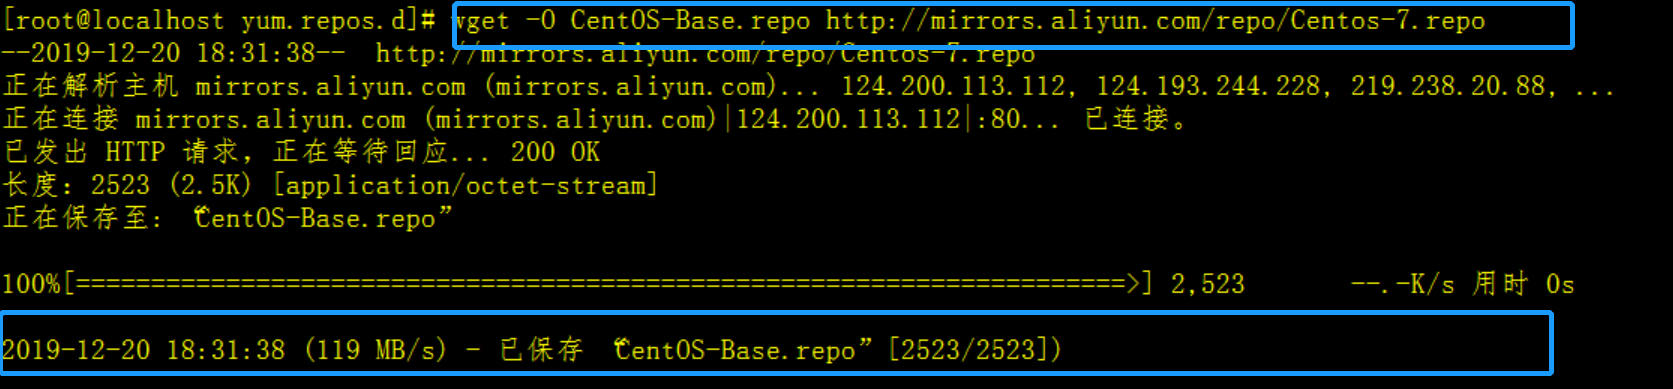 [root@localhost yum.repos.d]# wget -O CentOS-Base.repo http://mirrors.aliyun.com/repo/Centos-7.repo
--2019-12-20 18:31:38--  http://mirrors.aliyun.com/repo/Centos-7.repo
正在解析主机 mirrors.aliyun.com (mirrors.aliyun.com)... 124.200.113.112, 124.193.244.228, 219.238.20.88, ...
正在连接 mirrors.aliyun.com (mirrors.aliyun.com)|124.200.113.112|:80... 已连接。
已发出 HTTP 请求，正在等待回应... 200 OK
长度：2523 (2.5K) [application/octet-stream]
正在保存至: “CentOS-Base.repo”
100%[======================================================================>] 2,523       --.-K/s 用时 0s
2019-12-20 18:31:38 (119 MB/s) - 已保存 “CentOS-Base.repo” [2523/2523])